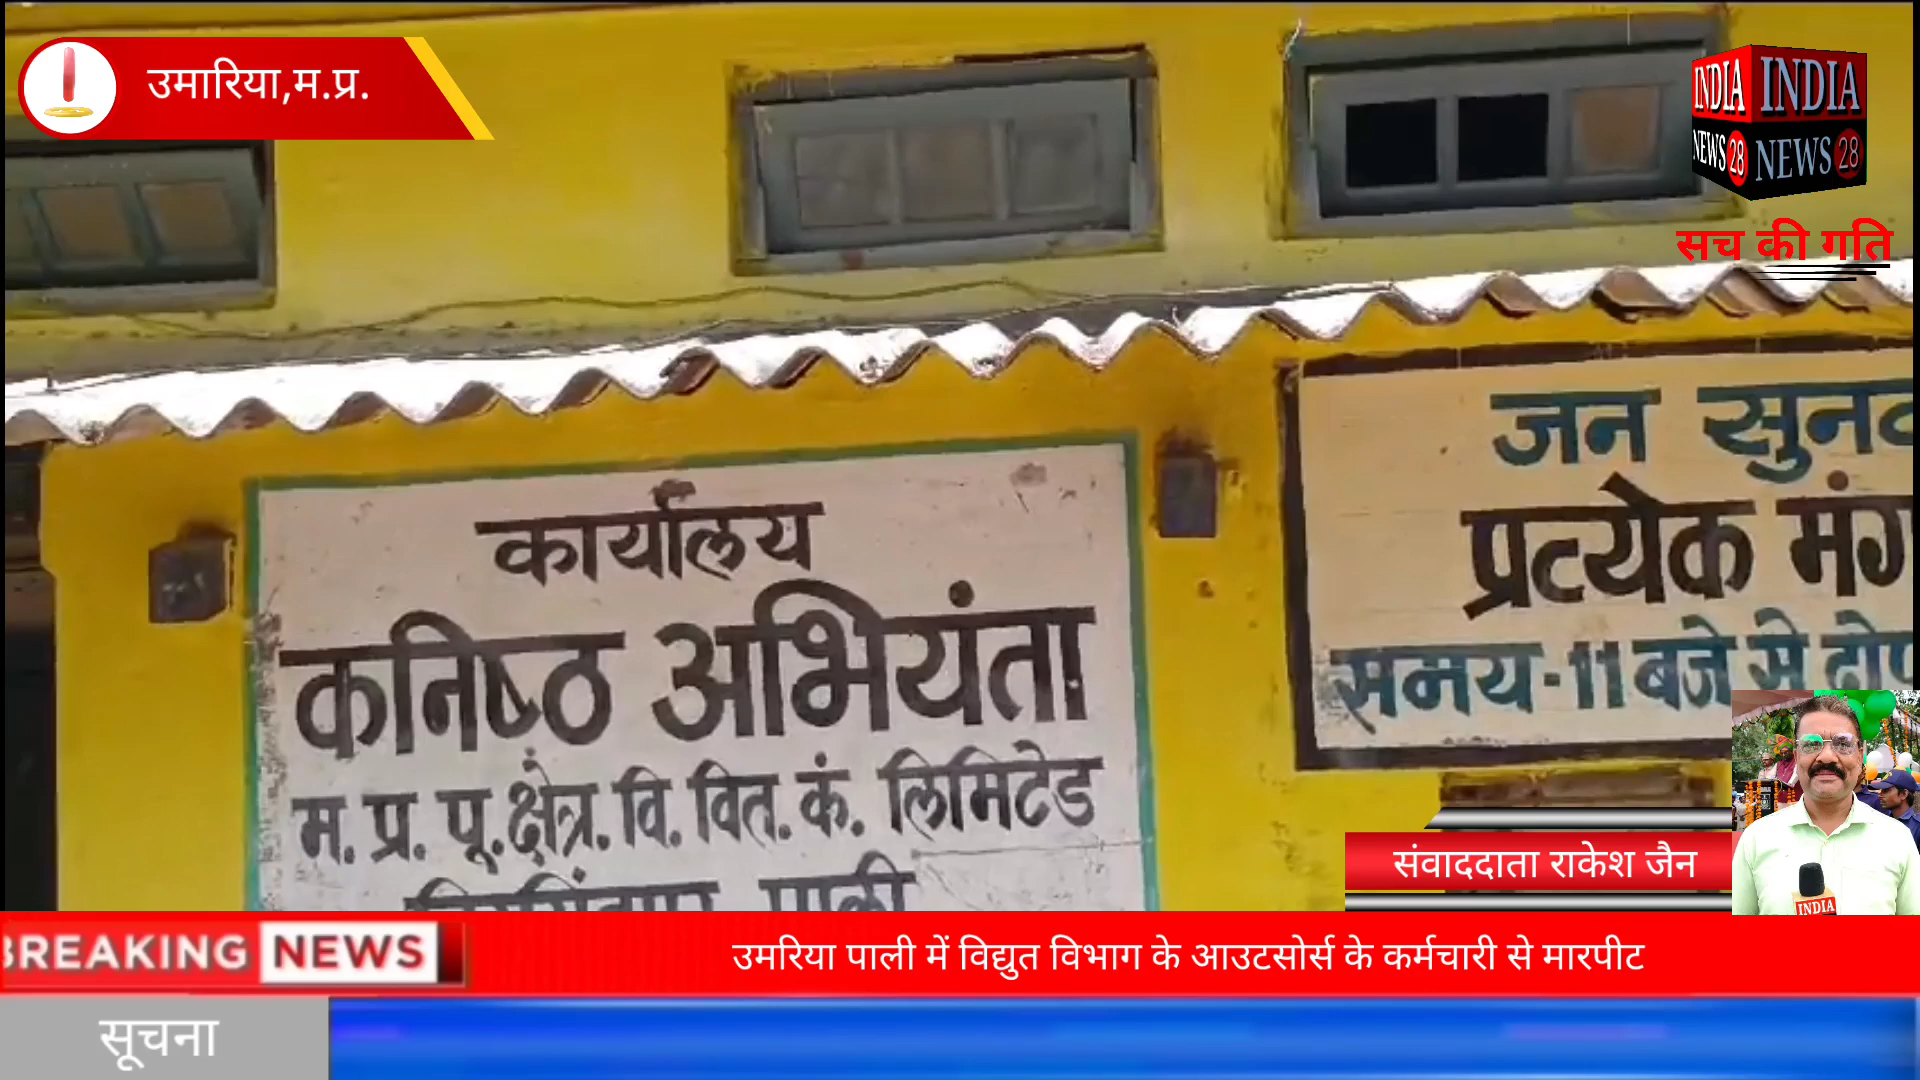 उमारिया,म.प्र.
INDIA INDIA
NEWS 28 NEWS 28
सच की गति
जन
प्रत्येक
समय-11 बजे से
कार्यालय
कनिष्ठ अभियंता
म. प्र. पू. क्षेत्र. वि. वित. कं. लिमिटेड
पाली
संवाददाता राकेश जैन
INDIA
BREAKING NEWS
उमरिया पाली में विद्युत विभाग के आउटसोर्स के कर्मचारी से मारपीट
सूचना